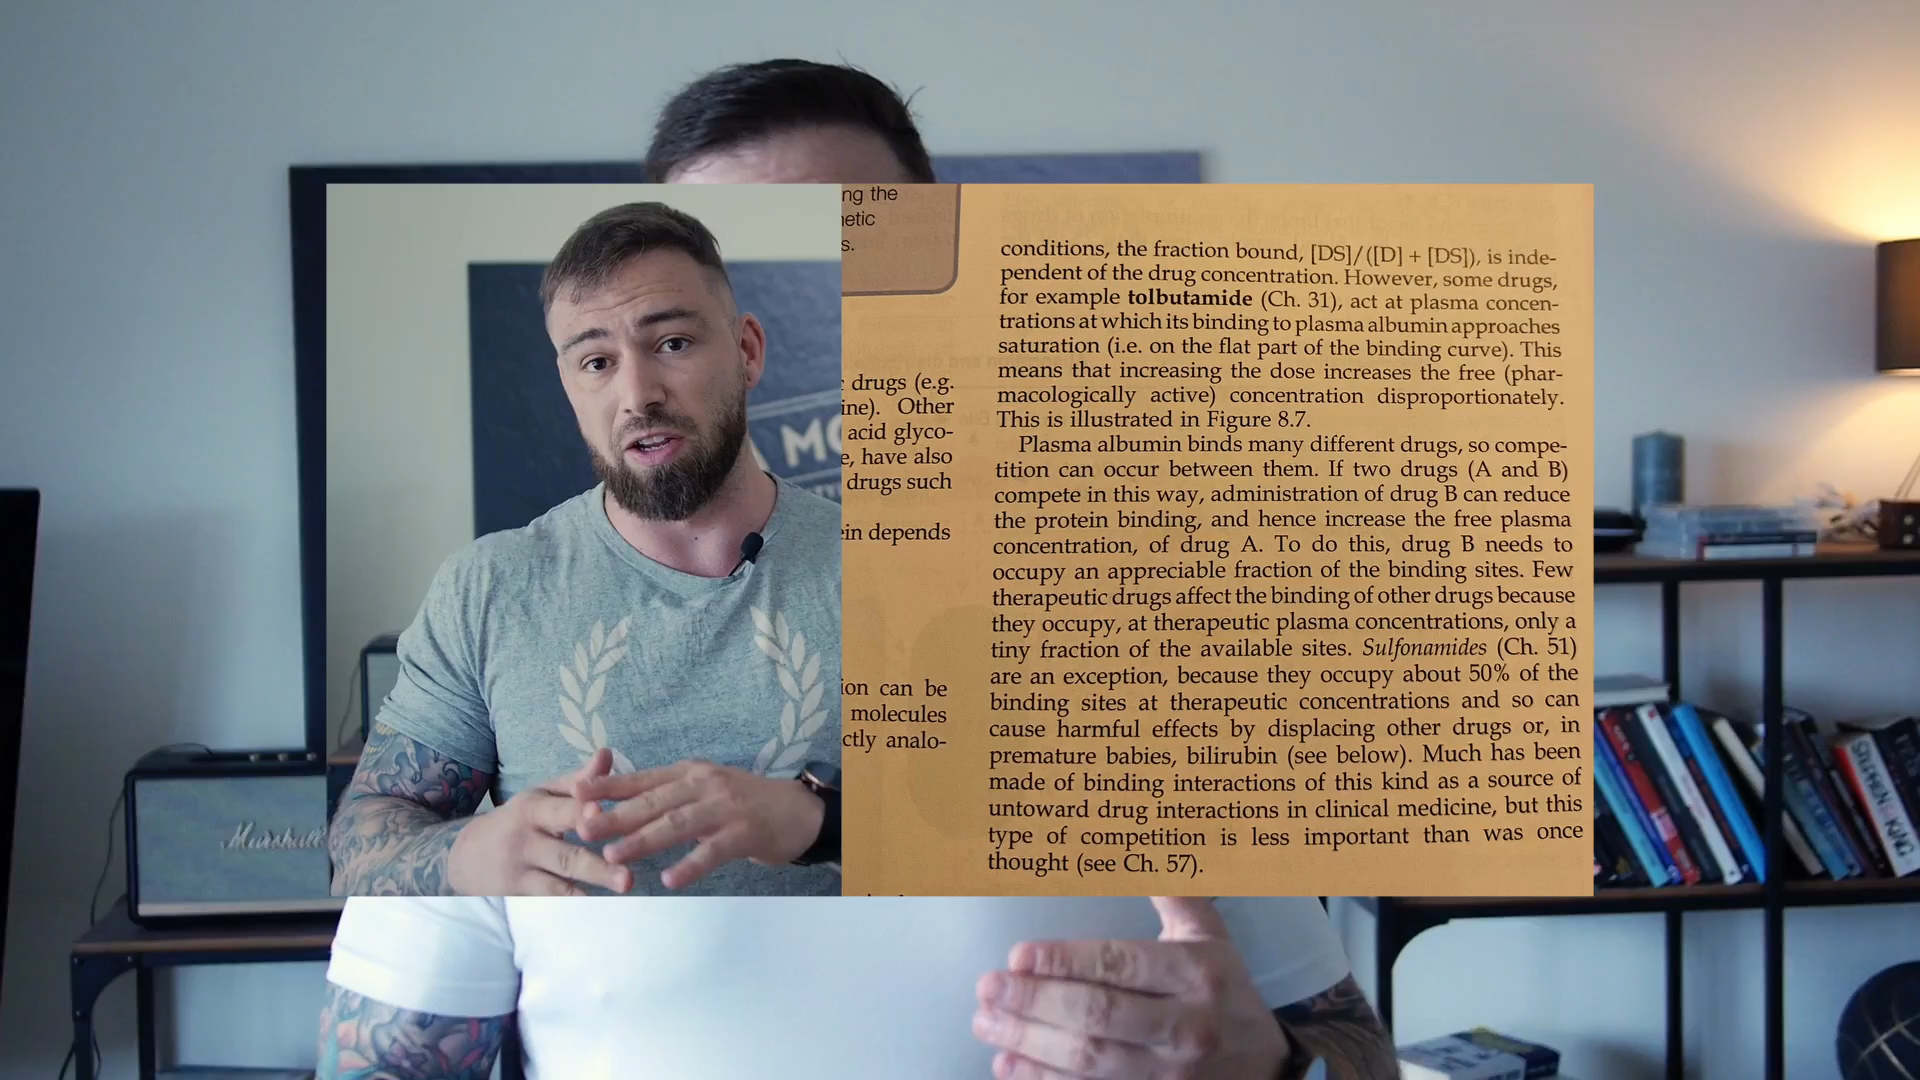 ng the
etic
s.
drugs (e.g.
ine). Other
acid glyco-
e, have also
drugs such
ein depends
ion can be
molecules
ctly analo-
conditions, the fraction bound, [DS]/([D] + [DS]), is inde-
pendent of the drug concentration. However, some drugs,
for example tolbutamide (Ch. 31), act at plasma concen-
trations at which its binding to plasma albumin approaches
saturation (i.e. on the flat part of the binding curve). This
means that increasing the dose increases the free (phar-
macologically active) concentration disproportionately.
This is illustrated in Figure 8.7.
Plasma albumin binds many different drugs, so compe-
tition can occur between them. If two drugs (A and B)
compete in this way, administration of drug B can reduce
the protein binding, and hence increase the free plasma
concentration, of drug A. To do this, drug B needs to
occupy an appreciable fraction of the binding sites. Few
therapeutic drugs affect the binding of other drugs because
they occupy, at therapeutic plasma concentrations, only a
tiny fraction of the available sites. Sulfonamides (Ch. 51)
are an exception, because they occupy about 50% of the
binding sites at therapeutic concentrations and so can
cause harmful effects by displacing other drugs or, in
premature babies, bilirubin (see below). Much has been
made of binding interactions of this kind as a source of
untoward drug interactions in clinical medicine, but this
type of competition is less important than was once
thought (see Ch. 57).
Marshall
STEPHEN KING